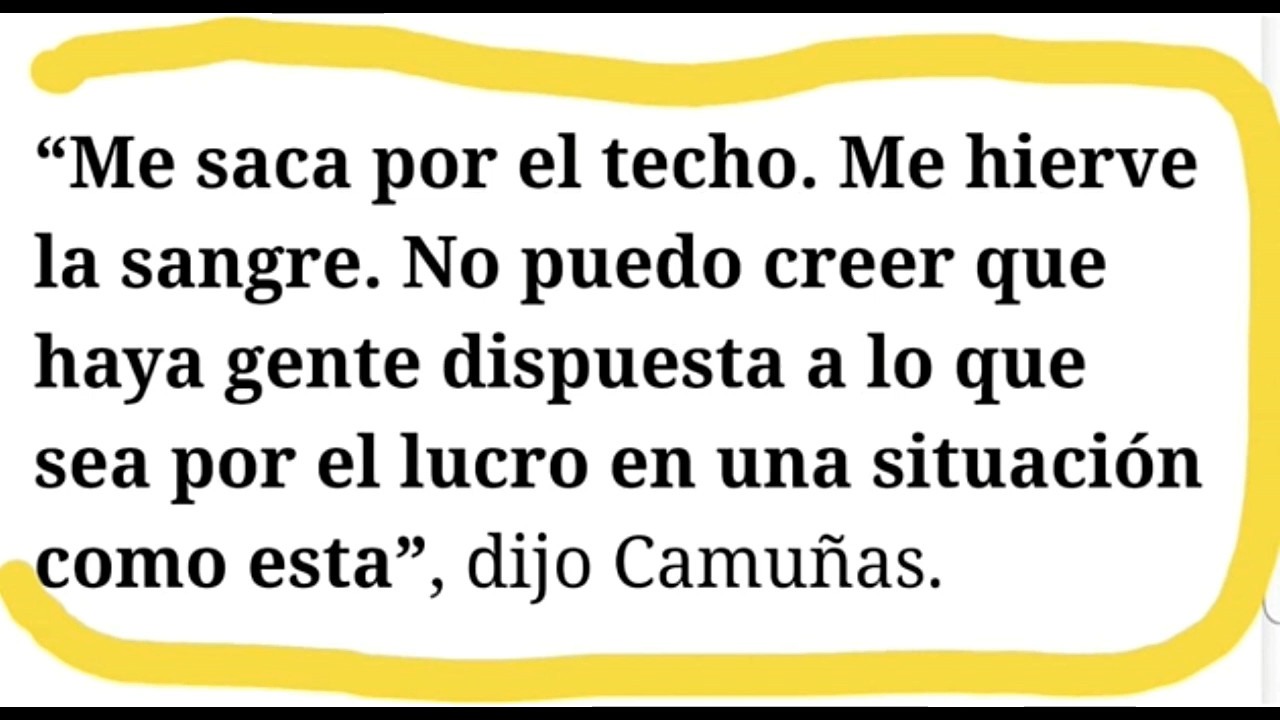 “Me saca por el techo. Me hierve
la sangre. No puedo creer que
haya gente dispuesta a lo que
sea por el lucro en una situación
como esta”, dijo Camuñas.